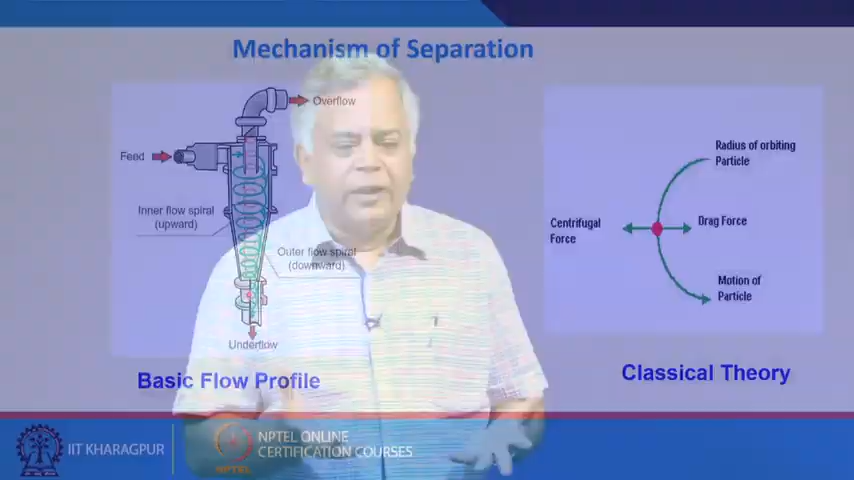 Mechanism of Separation
Overflow
Feed
Inner flow spiral
(upward)
Outer flow spiral
(downward)
Underflow
Basic Flow Profile
Radius of orbiting
Particle
Centrifugal
Force
Drag Force
Motion of
Particle
Classical Theory
IIT KHARAGPUR
NPTEL
NPTEL ONLINE
CERTIFICATION COURSES